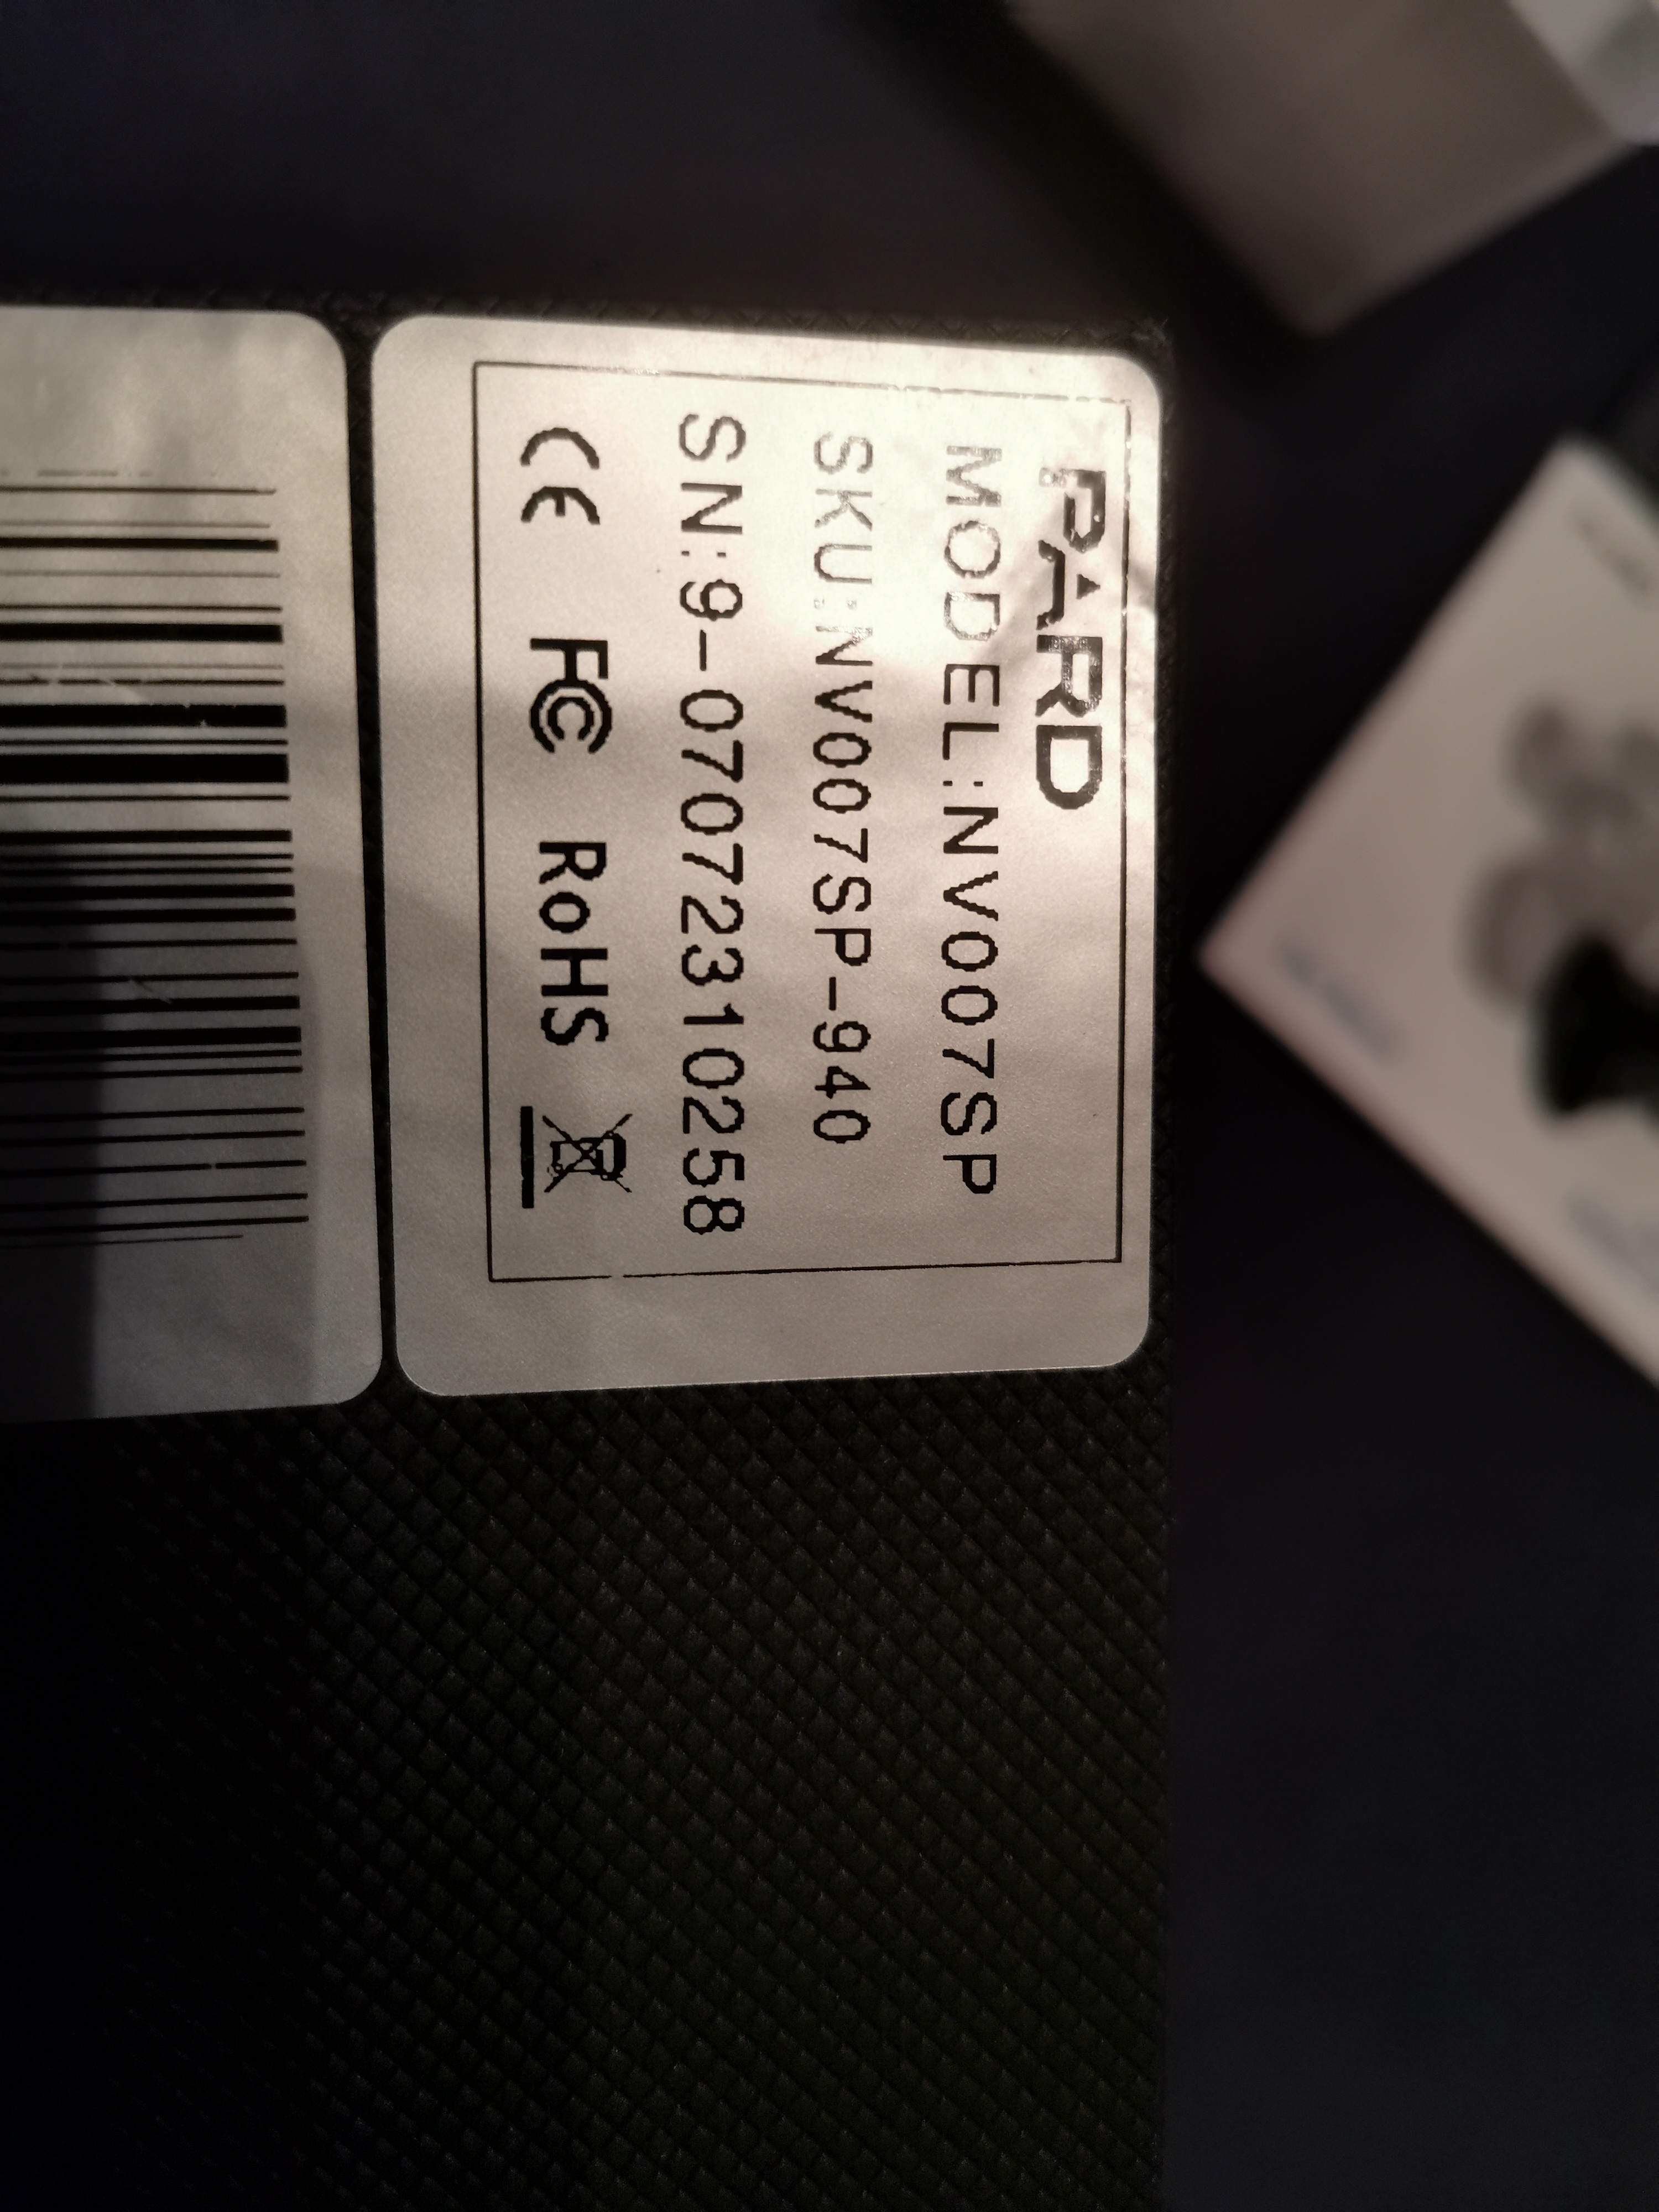 PARD
MODEL:NV007SP
SKU:NV007SP-940
SN:9-07072310258
CE FC RoHS